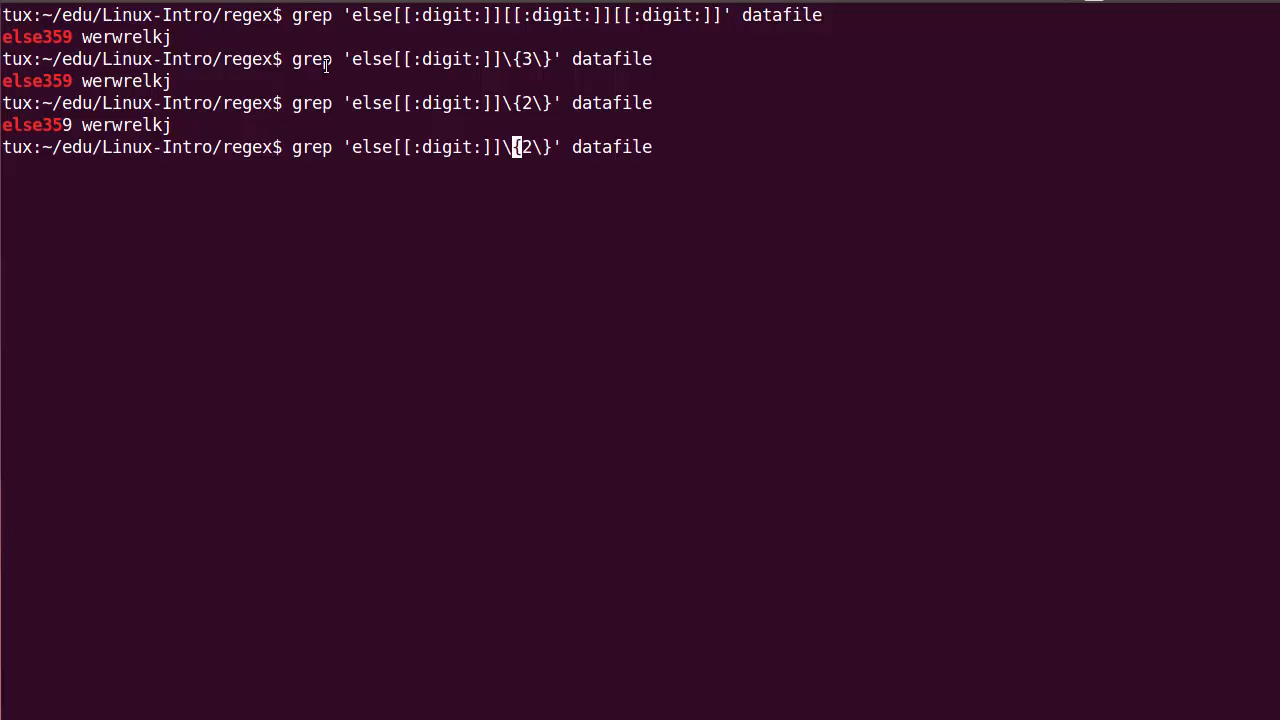 tux:~/edu/Linux-Intro/regex$ grep 'else[[:digit:]][[:digit:]][[:digit:]]' datafile
else359 werwrelkj
tux:~/edu/Linux-Intro/regex$ grep 'else[[:digit:]]\{3\}' datafile
else359 werwrelkj
tux:~/edu/Linux-Intro/regex$ grep 'else[[:digit:]]\{2\}' datafile
else359 werwrelkj
tux:~/edu/Linux-Intro/regex$ grep 'else[[:digit:]]\{2\}' datafile